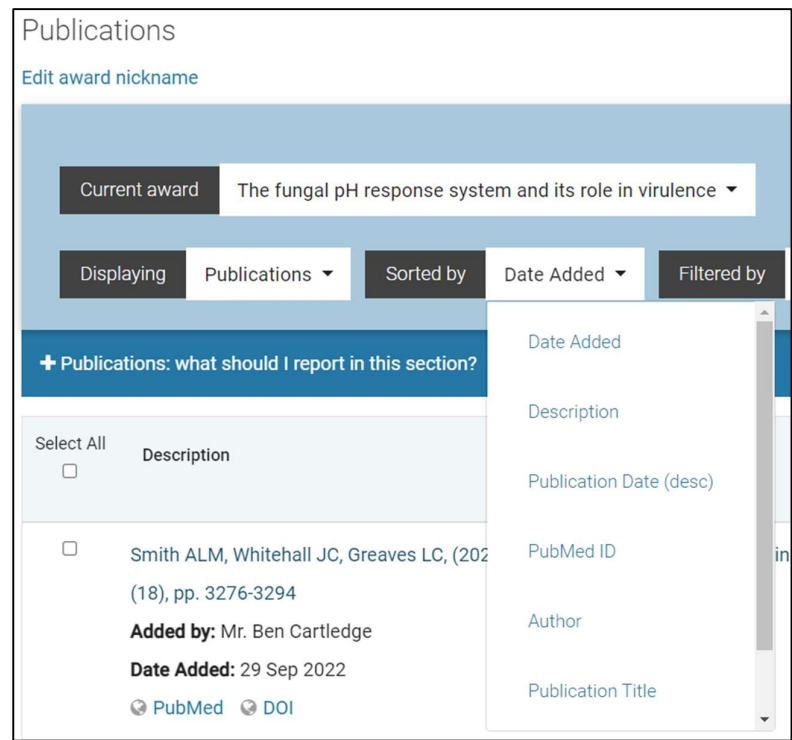 Publications
Edit award nickname
Current award The fungal pH response system and its role in virulence
Displaying Publications Sorted by Date Added Filtered by
Date Added
Description
Publication Date (desc)
PubMed ID
Author
Publication Title
+ Publications: what should I report in this section?
Select All Description
Smith ALM, Whitehall JC, Greaves LC, (202
(18), pp. 3276-3294
Added by: Mr. Ben Cartledge
Date Added: 29 Sep 2022
PubMed DOI